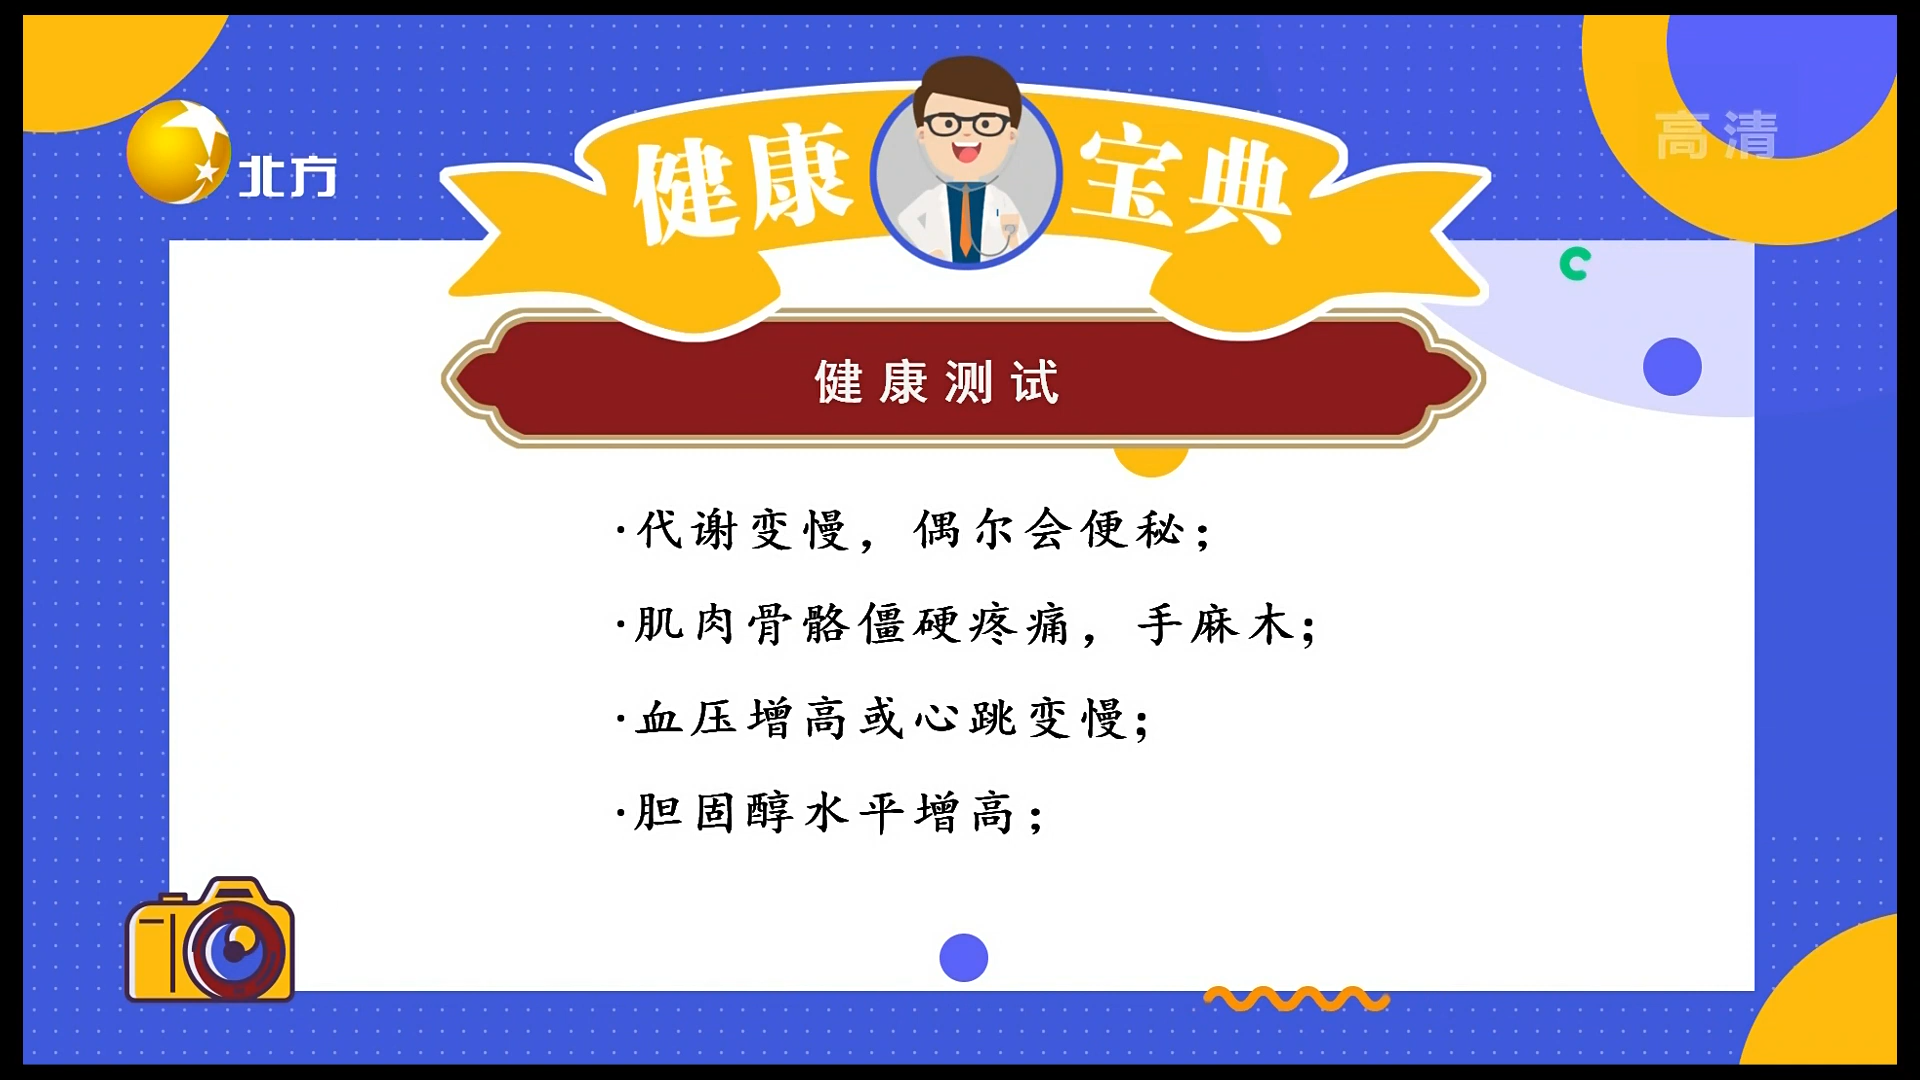 北方
高清
健康宝典
健康测试
·代谢变慢，偶尔会便秘；
·肌肉骨骼僵硬疼痛，手麻木；
·血压增高或心跳变慢；
·胆固醇水平增高；